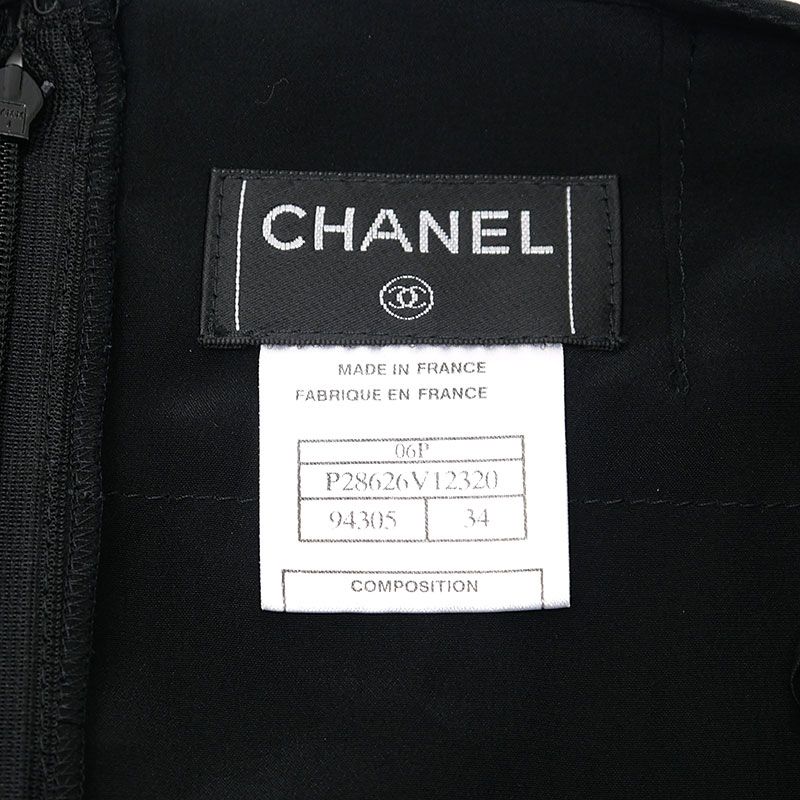 CHANEL
MADE IN FRANCE
FABRIQUE EN FRANCE
06P
P28626V12320
94305 34
COMPOSITION